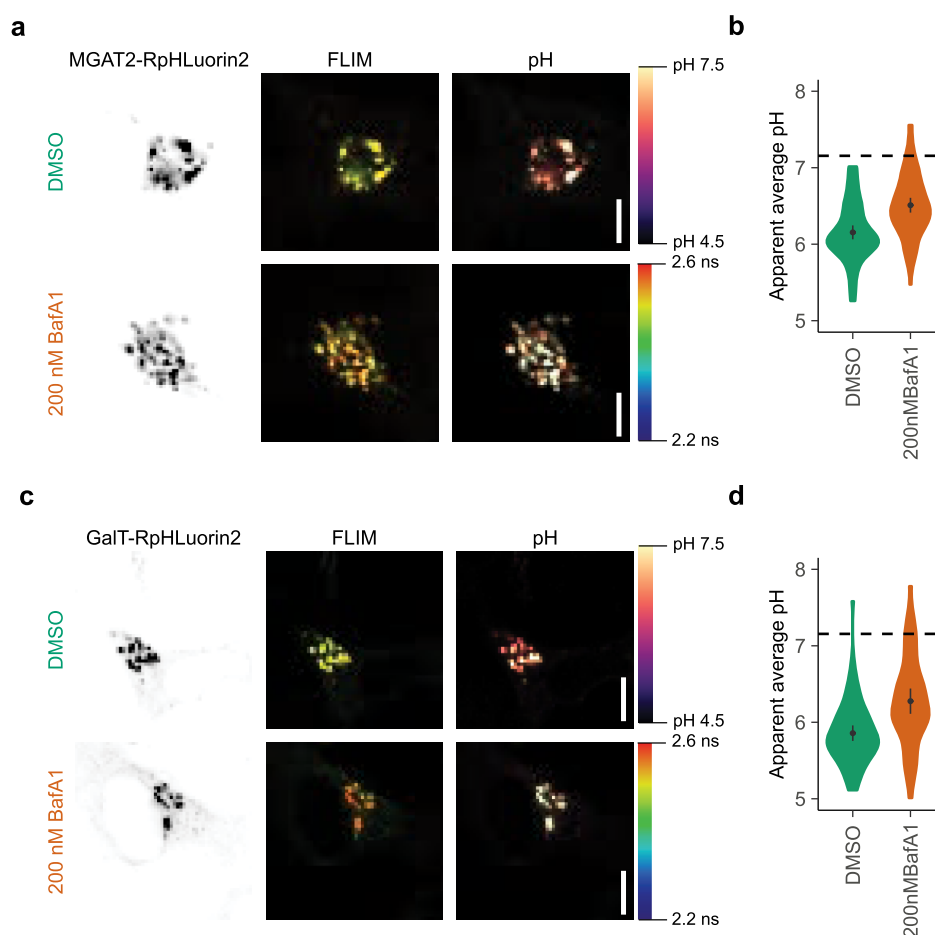 a
MGAT2-RpHLuorin2
FLIM
pH
DMSO
200 nM BafA1
pH 7.5
pH 4.5
2.6 ns
2.2 ns
b
Apparent average pH
8
7
6
5
DMSO
200nMBafA1
c
GalT-RpHLuorin2
FLIM
pH
DMSO
200 nM BafA1
pH 7.5
pH 4.5
2.6 ns
2.2 ns
d
Apparent average pH
8
7
6
5
DMSO
200nMBafA1